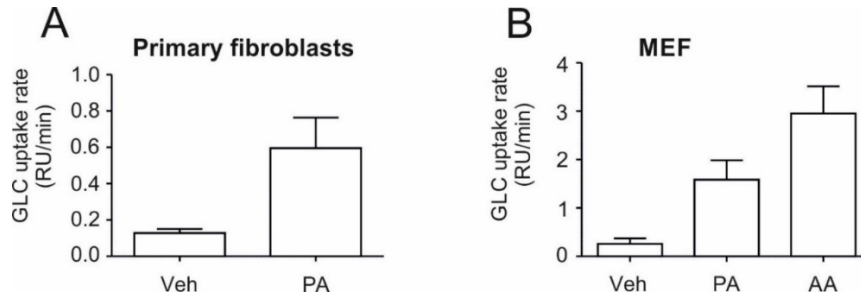 A
Primary fibroblasts
GLC uptake rate
(RU/min)
1.0
0.8
0.6
0.4
0.2
0.0
Veh PA
B
MEF
GLC uptake rate
(RU/min)
4
3
2
1
0
Veh PA AA